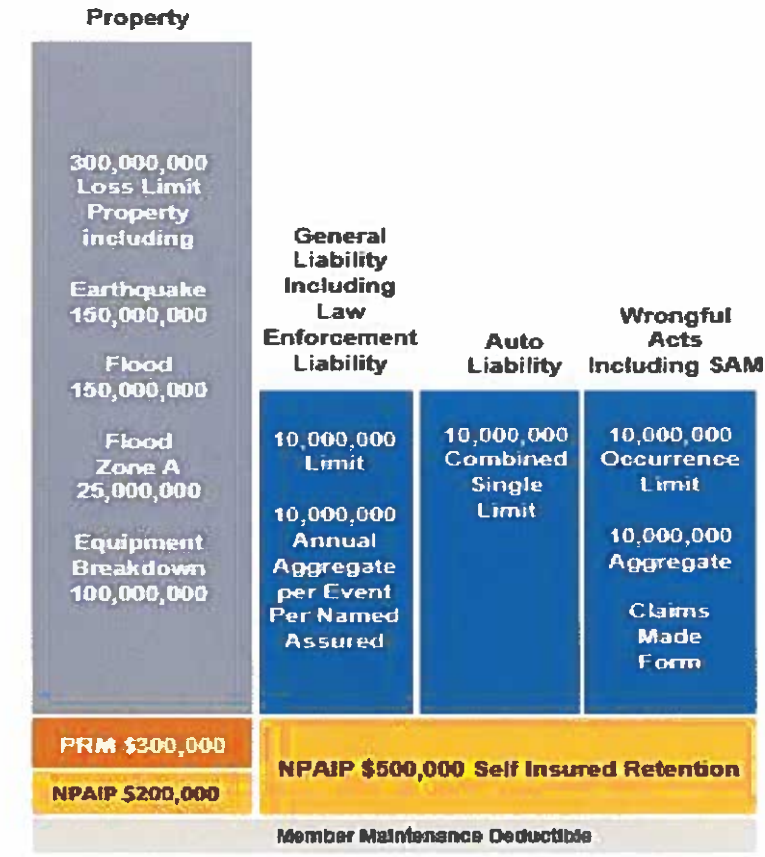 Property
300,000,000
Loss Limit
Property
including
Earthquake
150,000,000
Flood
150,000,000
Flood
Zone A
25,000,000
Equipment
Breakdown
100,000,000
General
Liability
Including
Law
Enforcement
Liability
10,000,000
Limit
10,000,000
Annual
Aggregate
per Event
Per Named
Assured
Auto
Liability
10,000,000
Combined
Single
Limit
Wrongful
Acts
Including SAM
10,000,000
Occurrence
Limit
10,000,000
Aggregate
Claims
Made
Form
PRM $300,000
NPAIP $200,000
NPAIP $500,000 Self Insured Retention
Member Maintenance Deductible